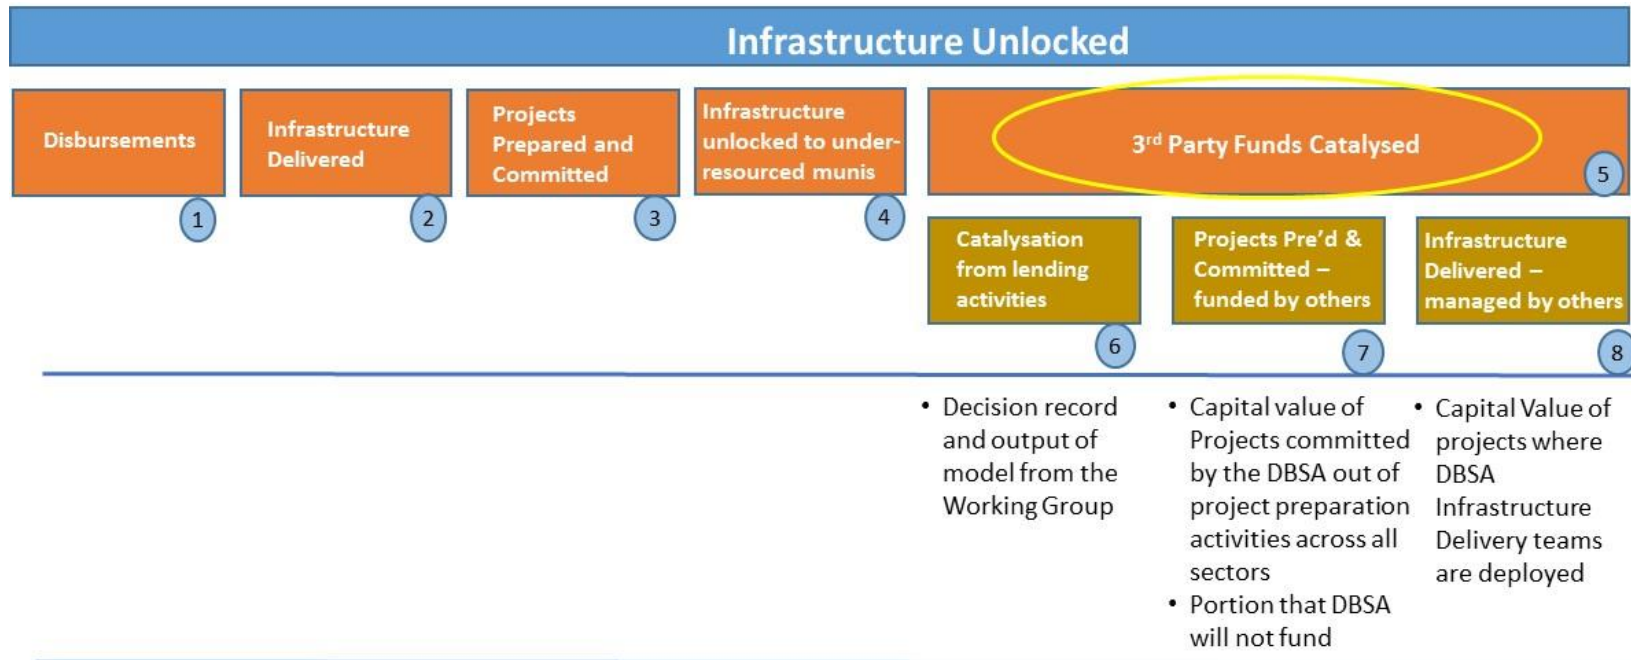 Infrastructure Unlocked
Disbursements
1
Infrastructure
Delivered
2
Projects
Prepared and
Committed
3
Infrastructure
unlocked to under-
resourced munis
4
3rd Party Funds Catalysed
5
Catalysation
from lending
activities
6
Projects Pre’d &
Committed –
funded by others
7
Infrastructure
Delivered –
managed by others
8
• Decision record
and output of
model from the
Working Group
• Capital value of
Projects committed
by the DBSA out of
project preparation
activities across all
sectors
• Portion that DBSA
will not fund
• Capital Value of
projects where
DBSA
Infrastructure
Delivery teams
are deployed